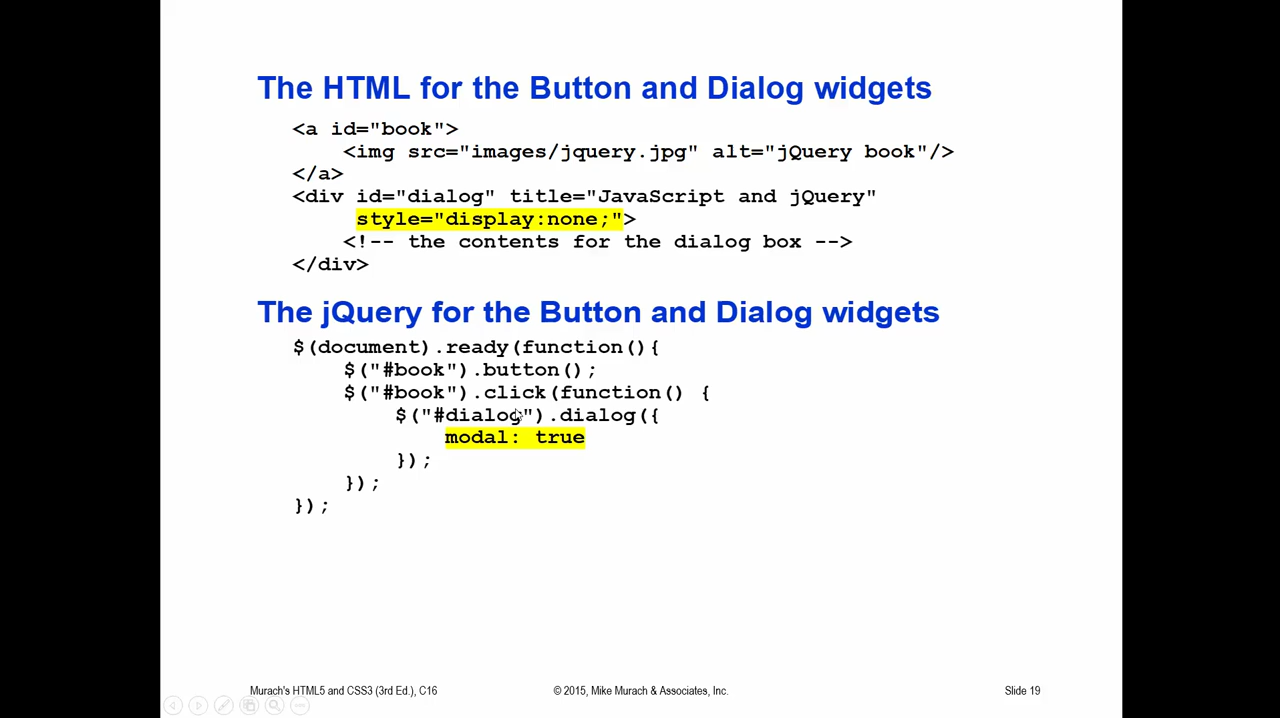 The HTML for the Button and Dialog widgets
<a id="book">
    <img src="images/jquery.jpg" alt="jQuery book"/>
</a>
<div id="dialog" title="JavaScript and jQuery"
     style="display:none;">
    <!-- the contents for the dialog box -->
</div>
The jQuery for the Button and Dialog widgets
$(document).ready(function(){
    $("#book").button();
    $("#book").click(function() {
        $("#dialog").dialog({
            modal: true
        });
    });
});
Murach's HTML5 and CSS3 (3rd Ed.), C16
© 2015, Mike Murach & Associates, Inc.
Slide 19